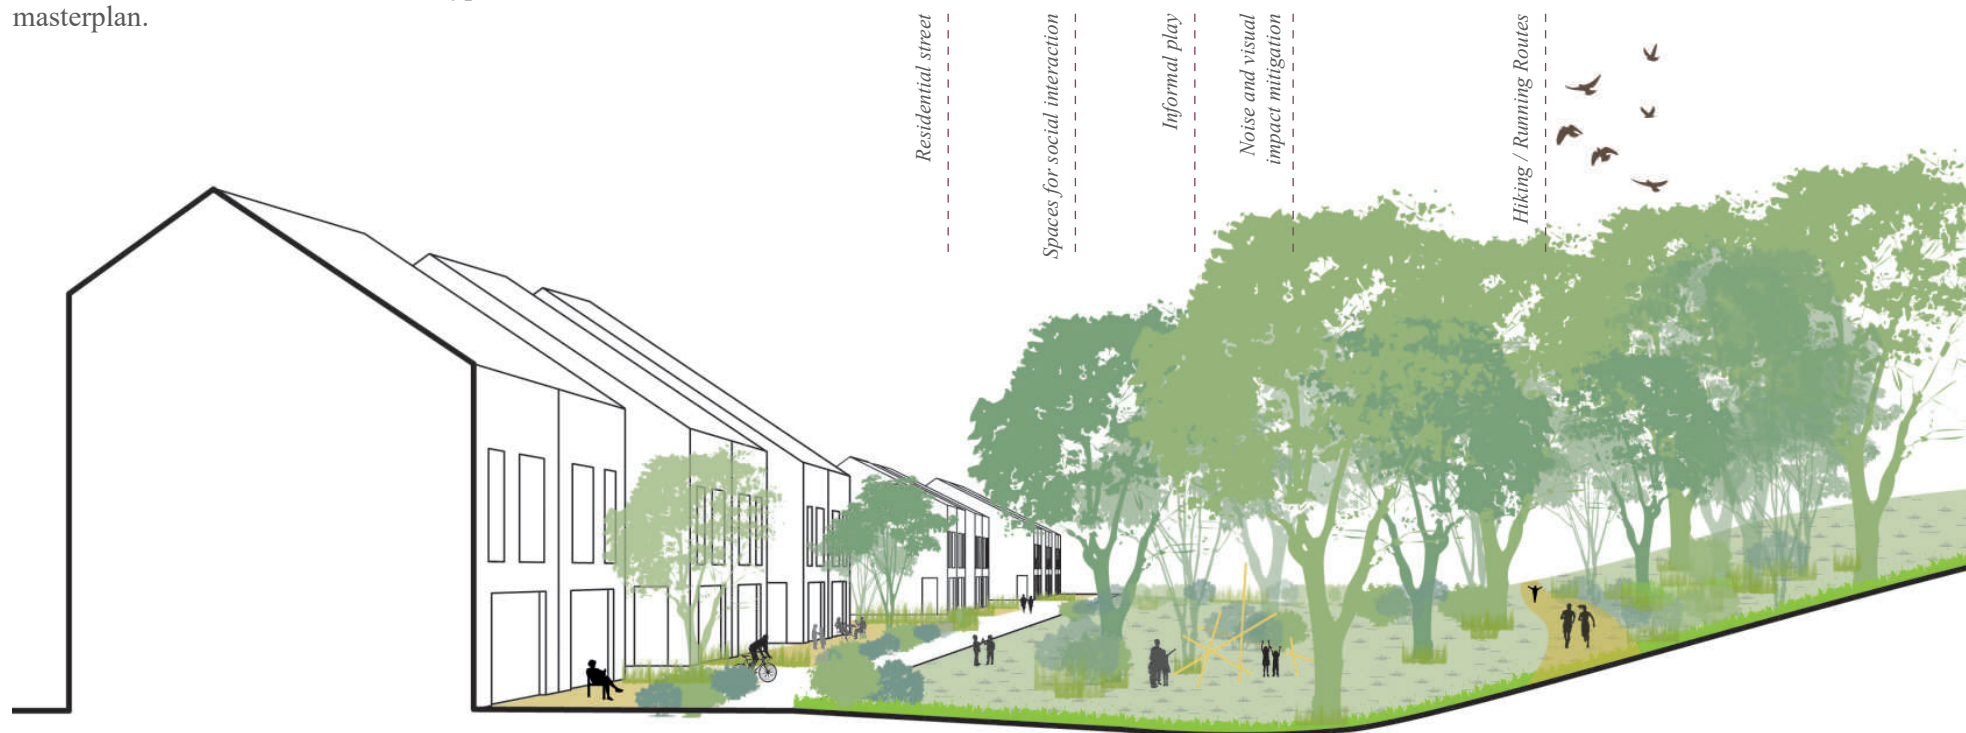 masterplan.
Residential street
Spaces for social interaction
Informal play
Noise and visual
impact mitigation
Hiking / Running Routes